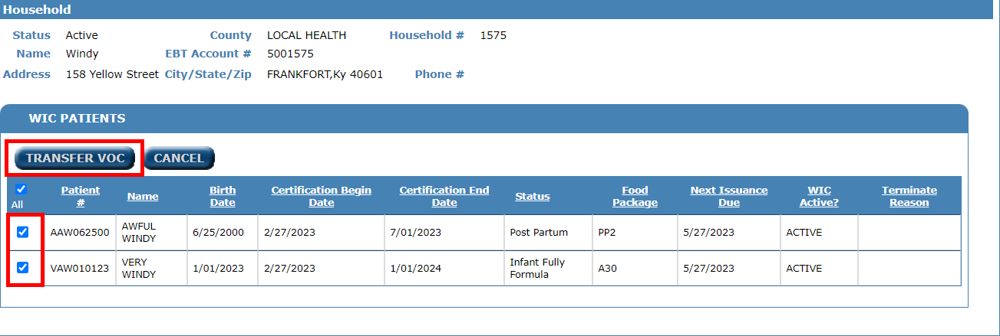 Household
Status Active County LOCAL HEALTH Household # 1575
Name Windy EBT Account # 5001575
Address 158 Yellow Street City/State/Zip FRANKFORT,Ky 40601 Phone #
WIC PATIENTS
TRANSFER VOC CANCEL
All Patient # Name Birth Date Certification Begin Date Certification End Date Status Food Package Next Issuance Due WIC Active? Terminate Reason
AAW062500 AWFUL WINDY 6/25/2000 2/27/2023 7/01/2023 Post Partum PP2 5/27/2023 ACTIVE
VAW010123 VERY WINDY 1/01/2023 2/27/2023 1/01/2024 Infant Fully Formula A30 5/27/2023 ACTIVE